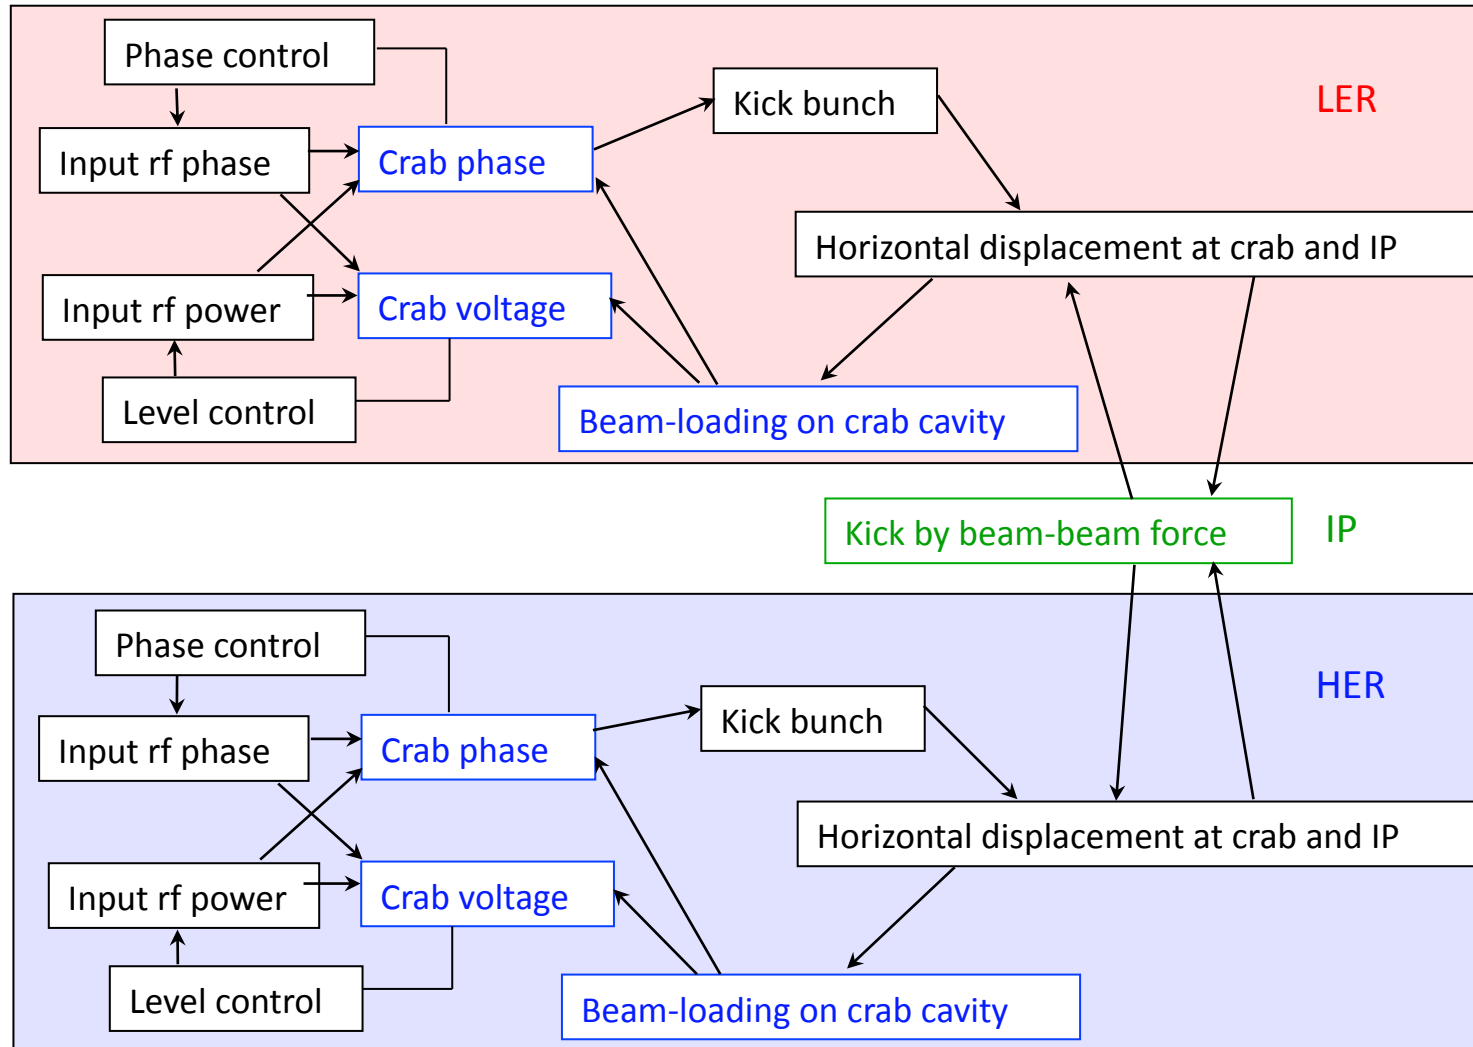 Phase control
Kick bunch
LER
Input rf phase
Crab phase
Horizontal displacement at crab and IP
Input rf power
Crab voltage
Level control
Beam-loading on crab cavity
Kick by beam-beam force
IP
Phase control
Kick bunch
HER
Input rf phase
Crab phase
Horizontal displacement at crab and IP
Input rf power
Crab voltage
Level control
Beam-loading on crab cavity